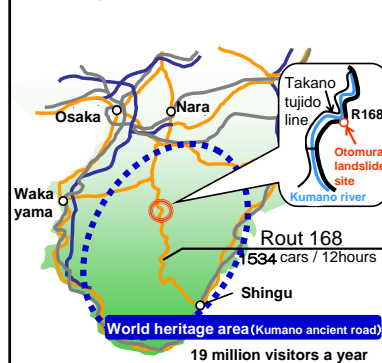 Takano
tujido
line
R168
Otomura
landslide
site
Kumano river
Osaka
Nara
Waka
yama
Rout 168
1534 cars / 12hours
Shingu
World heritage area(Kumano ancient road)
19 million visitors a year